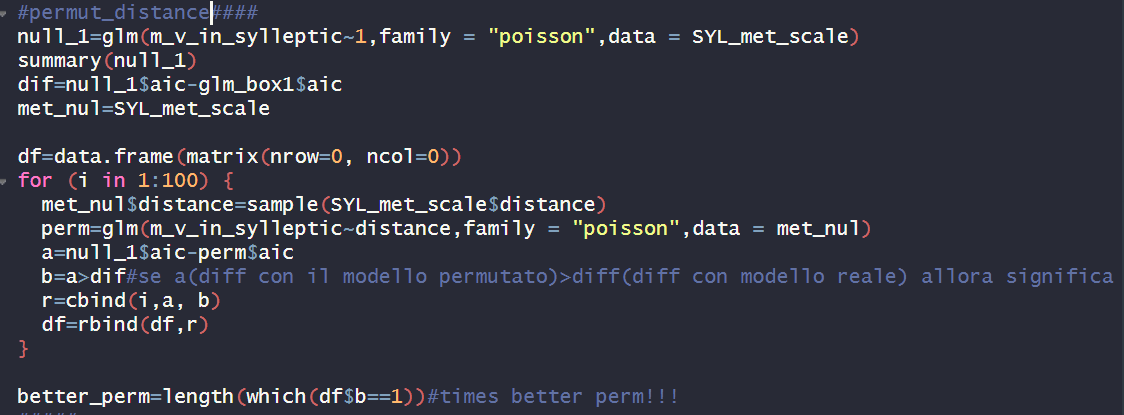 #permut_distance####
null_1=glm(m_v_in_sylleptic~1,family = "poisson",data = SYL_met_scale)
summary(null_1)
dif=null_1$aic-glm_box1$aic
met_nul=SYL_met_scale
df=data.frame(matrix(nrow=0, ncol=0))
for (i in 1:100) {
  met_nul$distance=sample(SYL_met_scale$distance)
  perm=glm(m_v_in_sylleptic~distance,family = "poisson",data = met_nul)
  a=null_1$aic-perm$aic
  b=a>dif#se a(diff con il modello permutato)>diff(diff con modello reale) allora significa
  r=cbind(i,a, b)
  df=rbind(df,r)
}
better_perm=length(which(df$b==1))#times better perm!!!